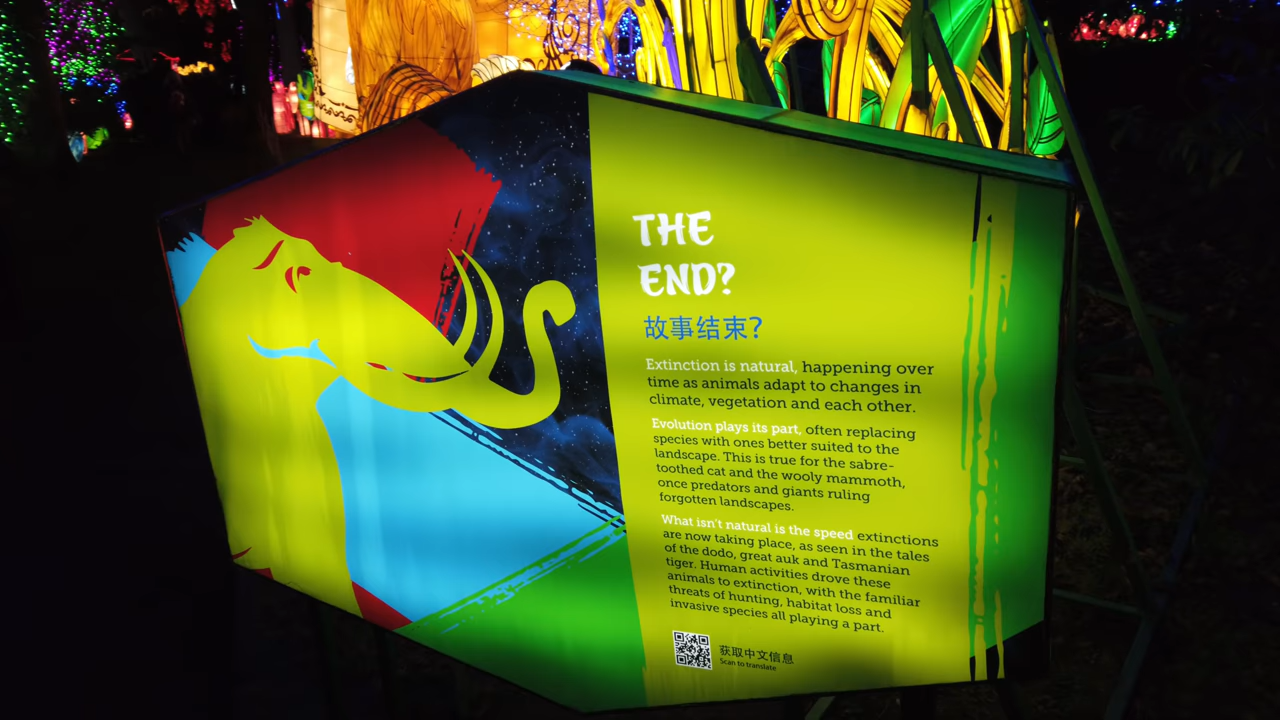 THE
END?
故事结束?
Extinction is natural, happening over
time as animals adapt to changes in
climate, vegetation and each other.
Evolution plays its part, often replacing
species with ones better suited to the
landscape. This is true for the sabre-
toothed cat and the wooly mammoth,
once predators and giants ruling
forgotten landscapes.
What isn't natural is the speed extinctions
are now taking place, as seen in the tales
of the dodo, great auk and Tasmanian
tiger. Human activities drove these
animals to extinction, with the familiar
threats of hunting, habitat loss and
invasive species all playing a part.
获取中文信息
Scan to translate